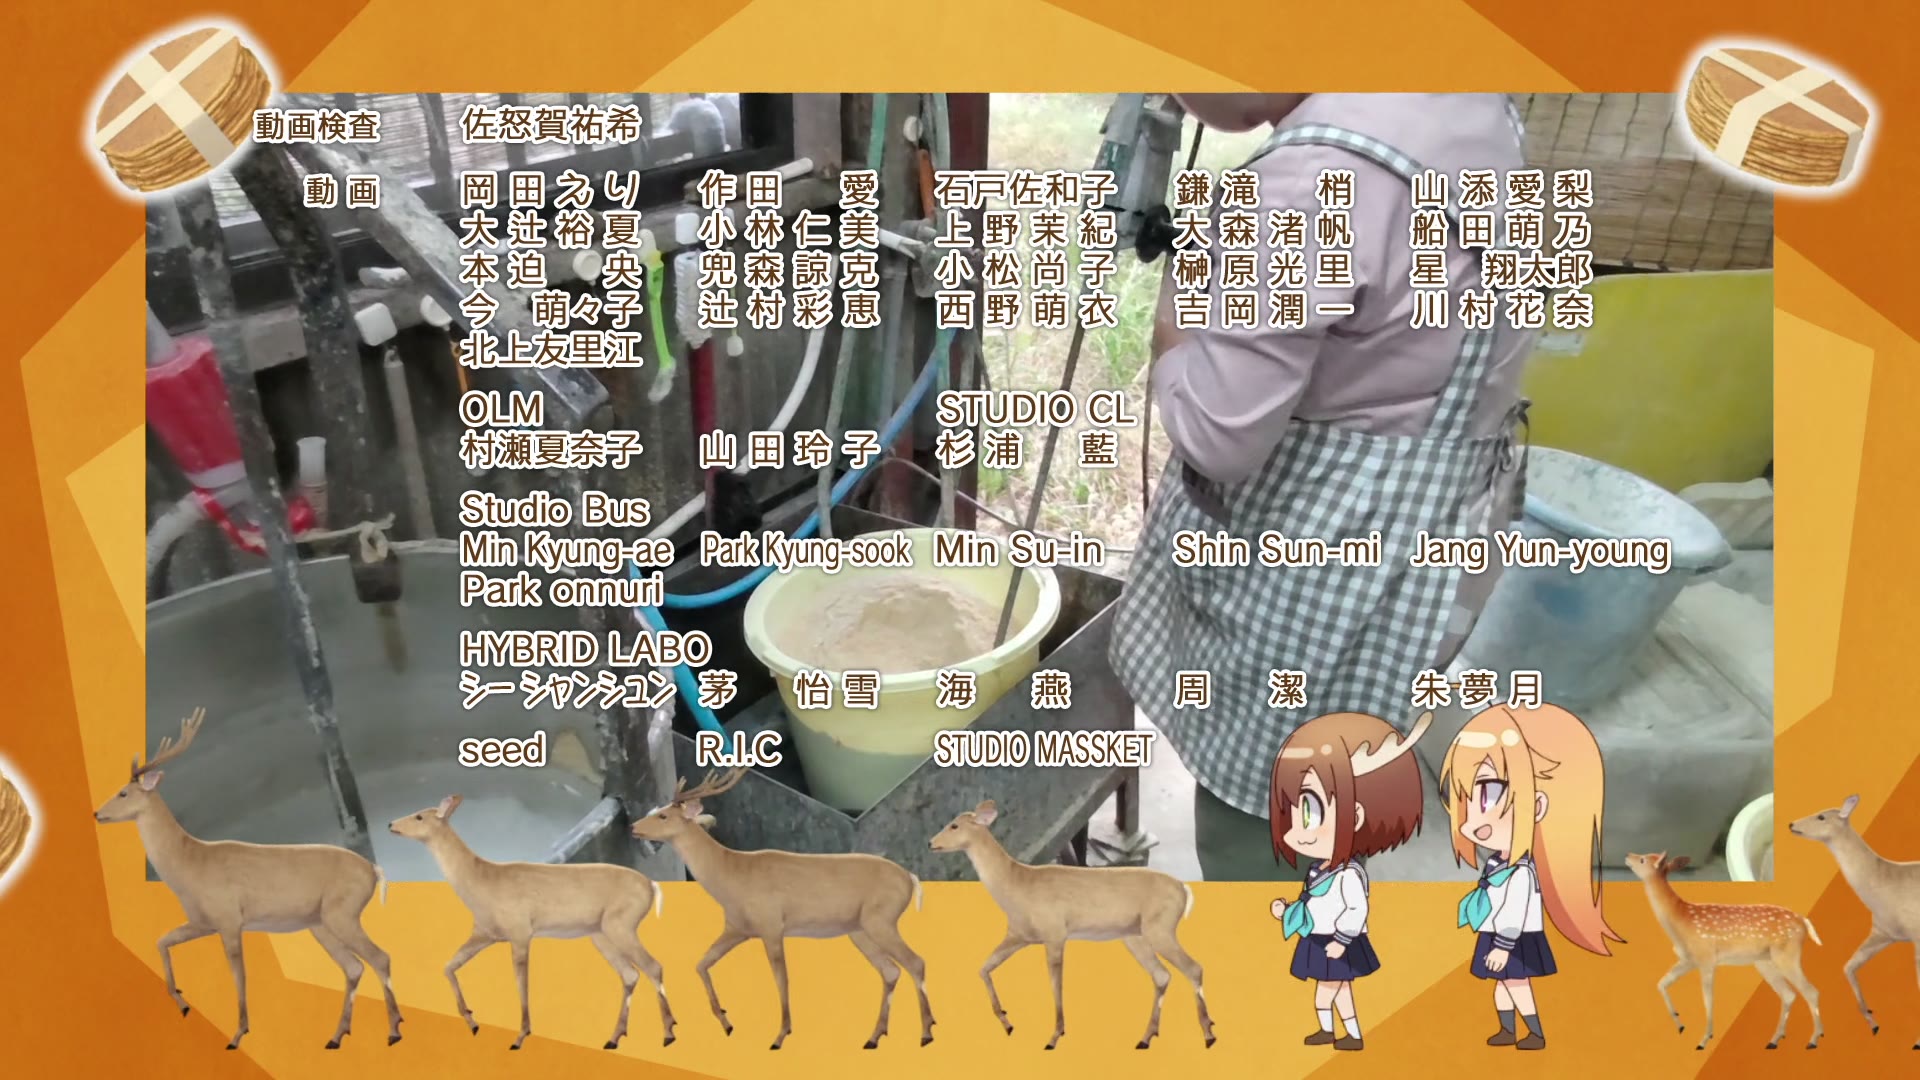 動画検査 佐怒賀祐希
動画 岡田えり 作田 愛 石戸佐和子 鎌滝 梢 山添愛梨
大辻裕夏 小林仁美 上野茉紀 大森渚帆 船田萌乃
本迫 央 兜森諒克 小松尚子 榊原光里 星 翔太郎
今 萌々子 辻村彩恵 西野萌衣 吉岡潤一 川村花奈
北上友里江
OLM STUDIO CL
村瀬夏奈子 山田玲子 杉浦 藍
Studio Bus
Min Kyung-ae Park Kyung-sook Min Su-in Shin Sun-mi Jang Yun-young
Park onnuri
HYBRID LABO
シーシャンシュン 茅 怡雪 海 燕 周 潔 朱夢月
seed R.I.C STUDIO MASSKET